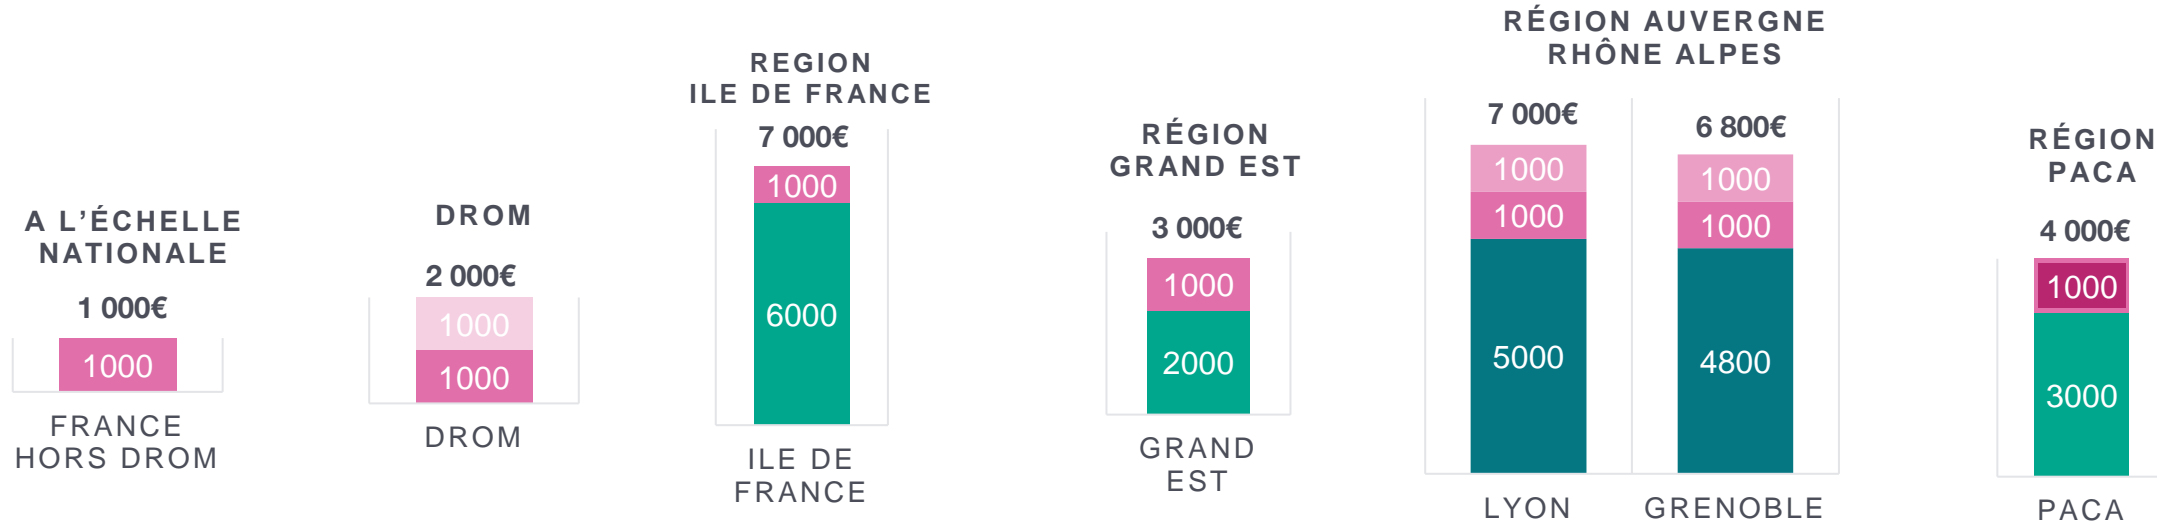 A L’ÉCHELLE
NATIONALE
1 000€
1000
FRANCE
HORS DROM
DROM
2 000€
1000
1000
DROM
REGION
ILE DE FRANCE
7 000€
1000
6000
ILE DE
FRANCE
RÉGION
GRAND EST
3 000€
1000
2000
GRAND
EST
RÉGION AUVERGNE
RHÔNE ALPES
7 000€
1000
1000
5000
LYON
6 800€
1000
1000
4800
GRENOBLE
RÉGION
PACA
4 000€
1000
3000
PACA